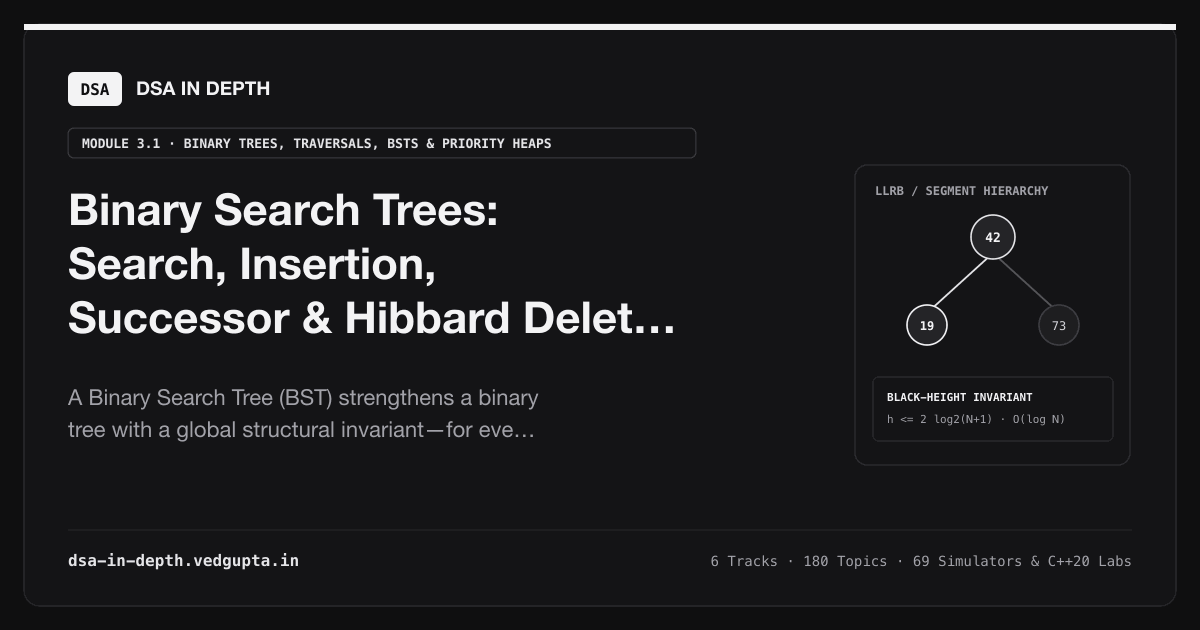 DSA DSA IN DEPTH
MODULE 3.1 · BINARY TREES, TRAVERSALS, BSTS & PRIORITY HEAPS
Binary Search Trees:
Search, Insertion,
Successor & Hibbard Delet…
A Binary Search Tree (BST) strengthens a binary
tree with a global structural invariant—for eve…
LLRB / SEGMENT HIERARCHY
42
19 73
BLACK-HEIGHT INVARIANT
h <= 2 log2(N+1) · O(log N)
dsa-in-depth.vedgupta.in
6 Tracks · 180 Topics · 69 Simulators & C++20 Labs